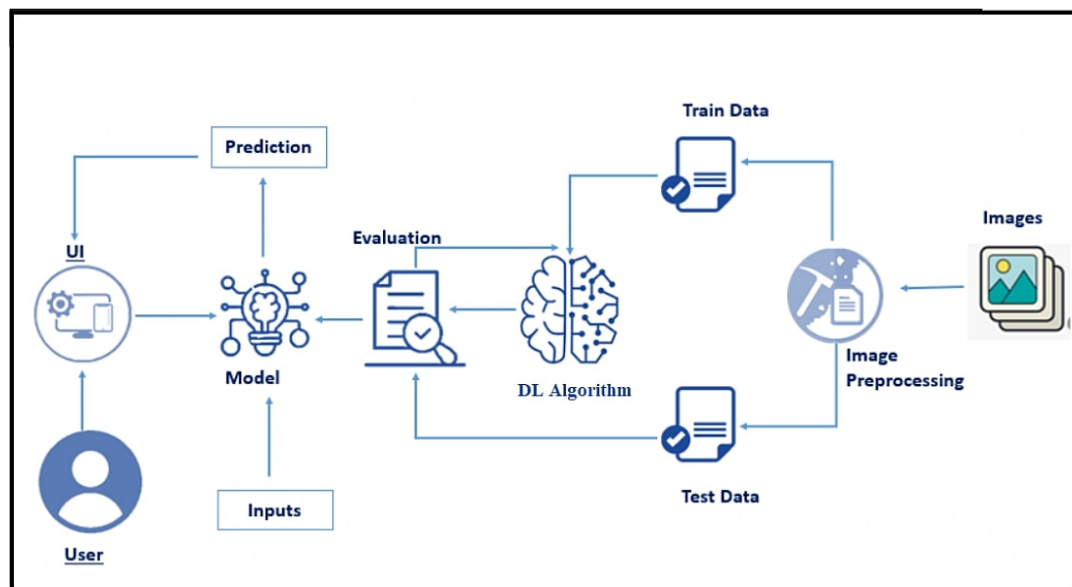 Train Data
Prediction
Images
Evaluation
UI
Model
Image
Preprocessing
DL Algorithm
Test Data
Inputs
User